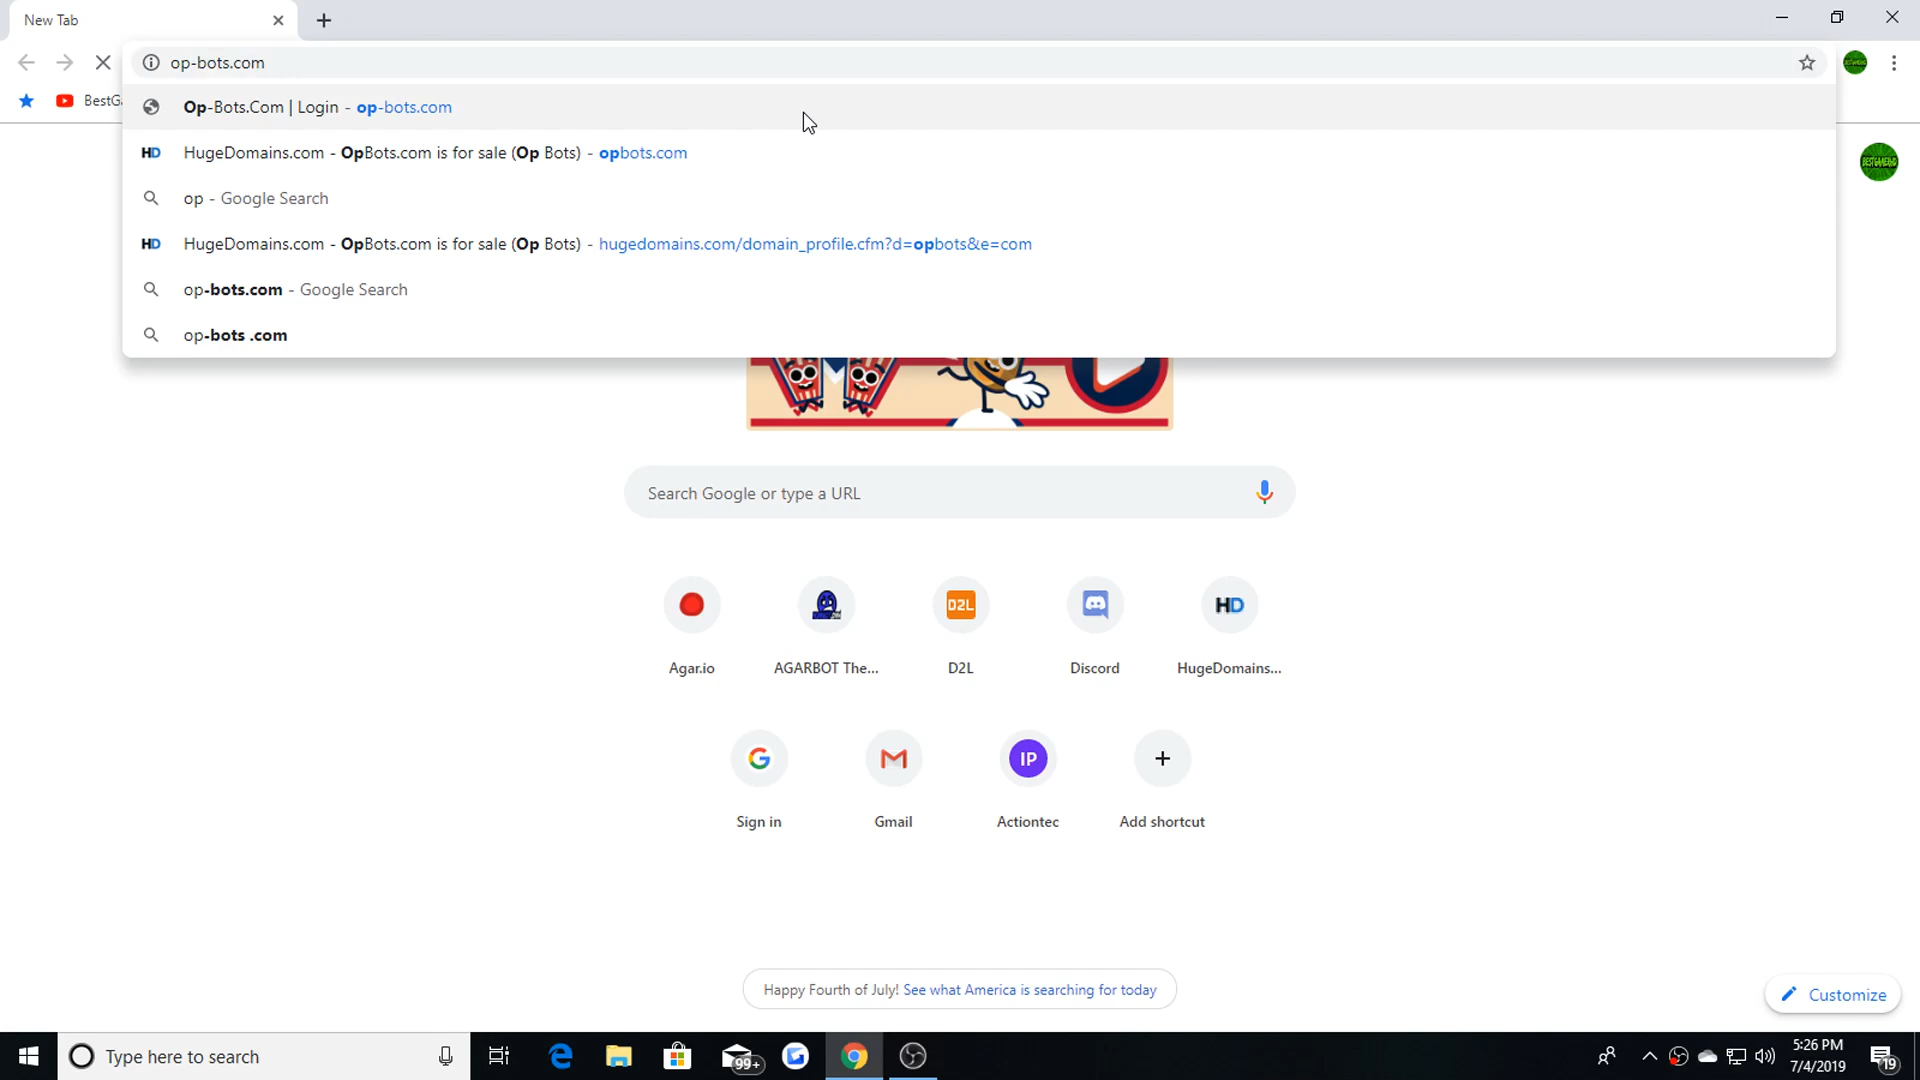 New Tab
op-bots.com
BestG
Op-Bots.Com | Login - op-bots.com
HD HugeDomains.com - OpBots.com is for sale (Op Bots) - opbots.com
op - Google Search
HD HugeDomains.com - OpBots.com is for sale (Op Bots) - hugedomains.com/domain_profile.cfm?d=opbots&e=com
op-bots.com - Google Search
op-bots .com
BESTGAMERHD
Search Google or type a URL
D2L HD
Agar.io AGARBOT The... D2L Discord HugeDomains...
IP
Sign in Gmail Actiontec Add shortcut
Happy Fourth of July! See what America is searching for today
Customize
Type here to search
99+
5:26 PM
7/4/2019
19